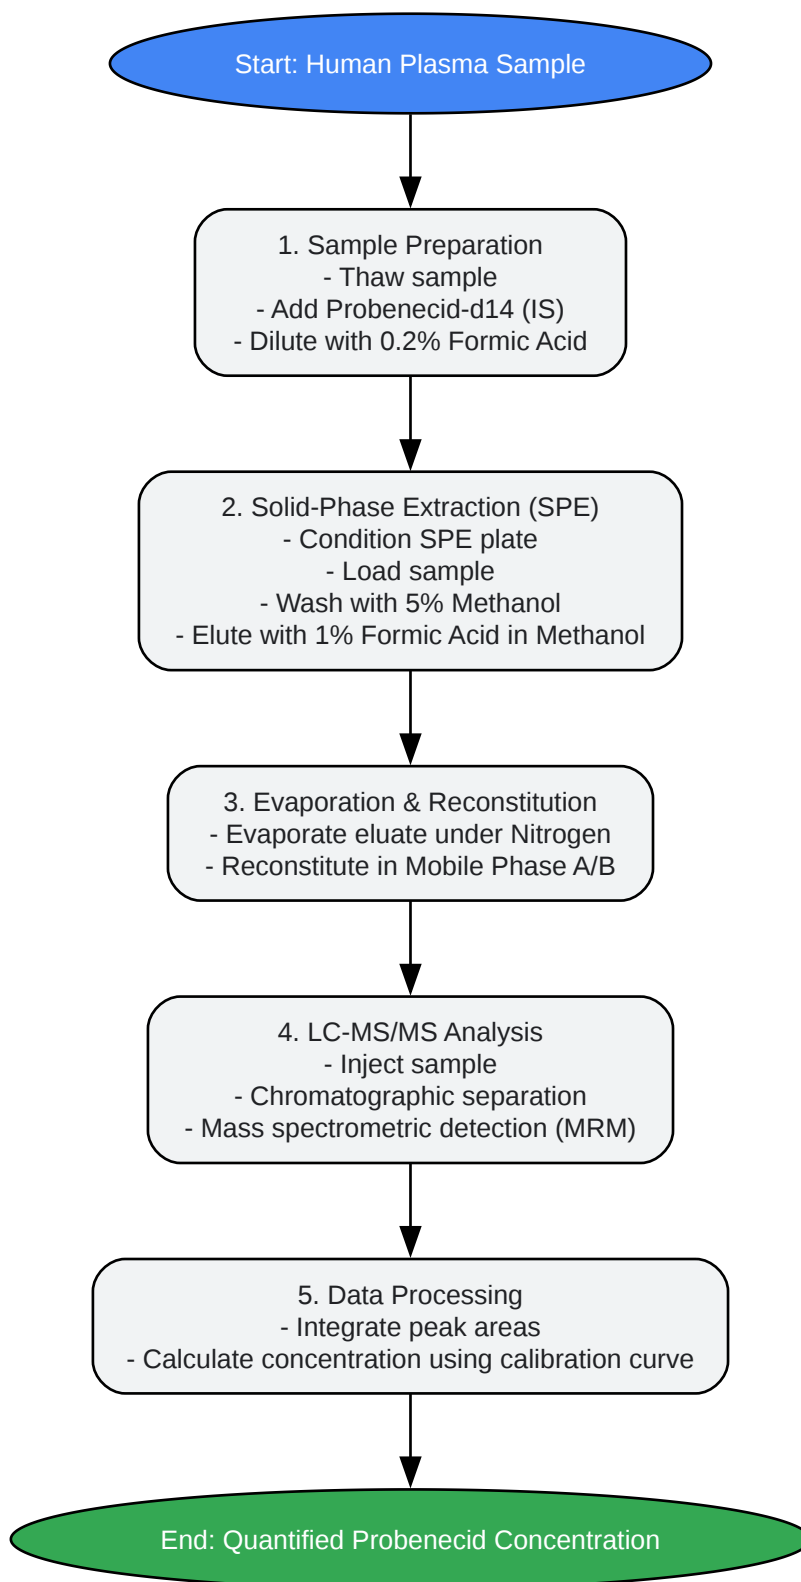 Start: Human Plasma Sample
1. Sample Preparation
- Thaw sample
- Add Probenecid-d14 (IS)
- Dilute with 0.2% Formic Acid
2. Solid-Phase Extraction (SPE)
- Condition SPE plate
- Load sample
- Wash with 5% Methanol
- Elute with 1% Formic Acid in Methanol
3. Evaporation & Reconstitution
- Evaporate eluate under Nitrogen
- Reconstitute in Mobile Phase A/B
4. LC-MS/MS Analysis
- Inject sample
- Chromatographic separation
- Mass spectrometric detection (MRM)
5. Data Processing
- Integrate peak areas
- Calculate concentration using calibration curve
End: Quantified Probenecid Concentration